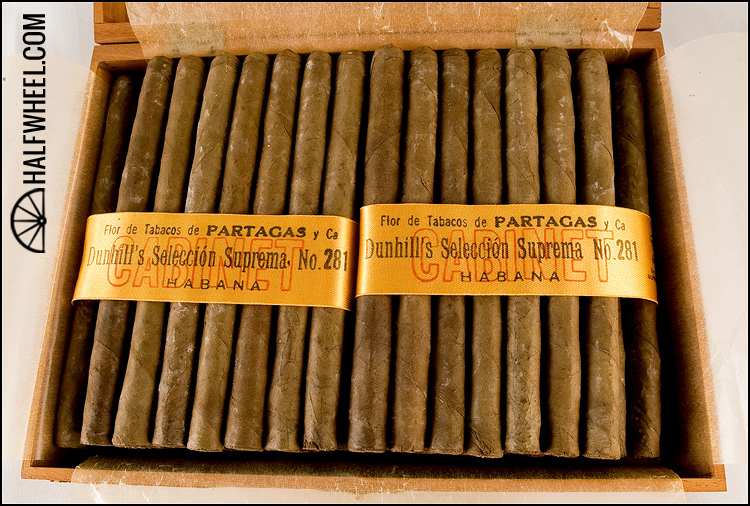 HALFWHEEL.COM
Flor de Tabacos de PARTAGAS y Ca
Dunhill's Selección Suprema, No. 281
CABINET
HABANA
Flor de Tabacos de PARTAGAS y Ca
Dunhill's Selección Suprema No. 281
CABINET
HABANA